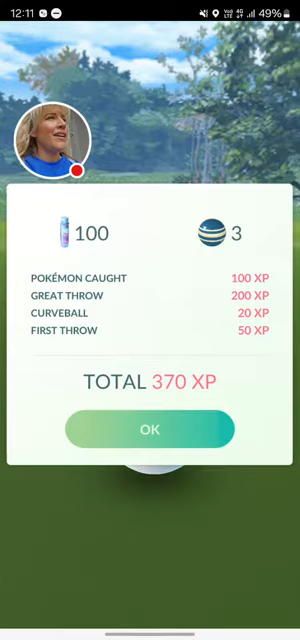 12:11 49%
100 3
POKÉMON CAUGHT 100 XP
GREAT THROW 200 XP
CURVEBALL 20 XP
FIRST THROW 50 XP
TOTAL 370 XP
OK